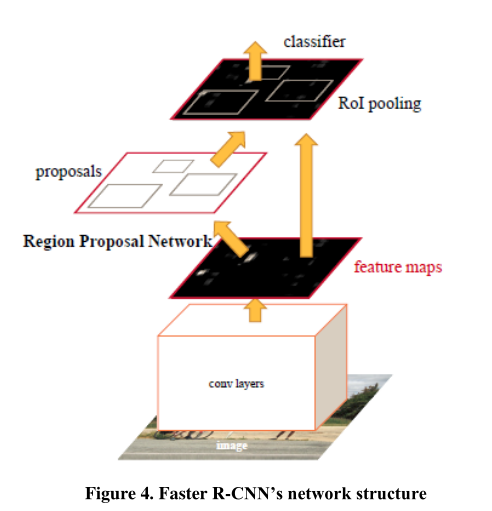 classifier
RoI pooling
proposals
Region Proposal Network
feature maps
conv layers
image
Figure 4. Faster R-CNN’s network structure